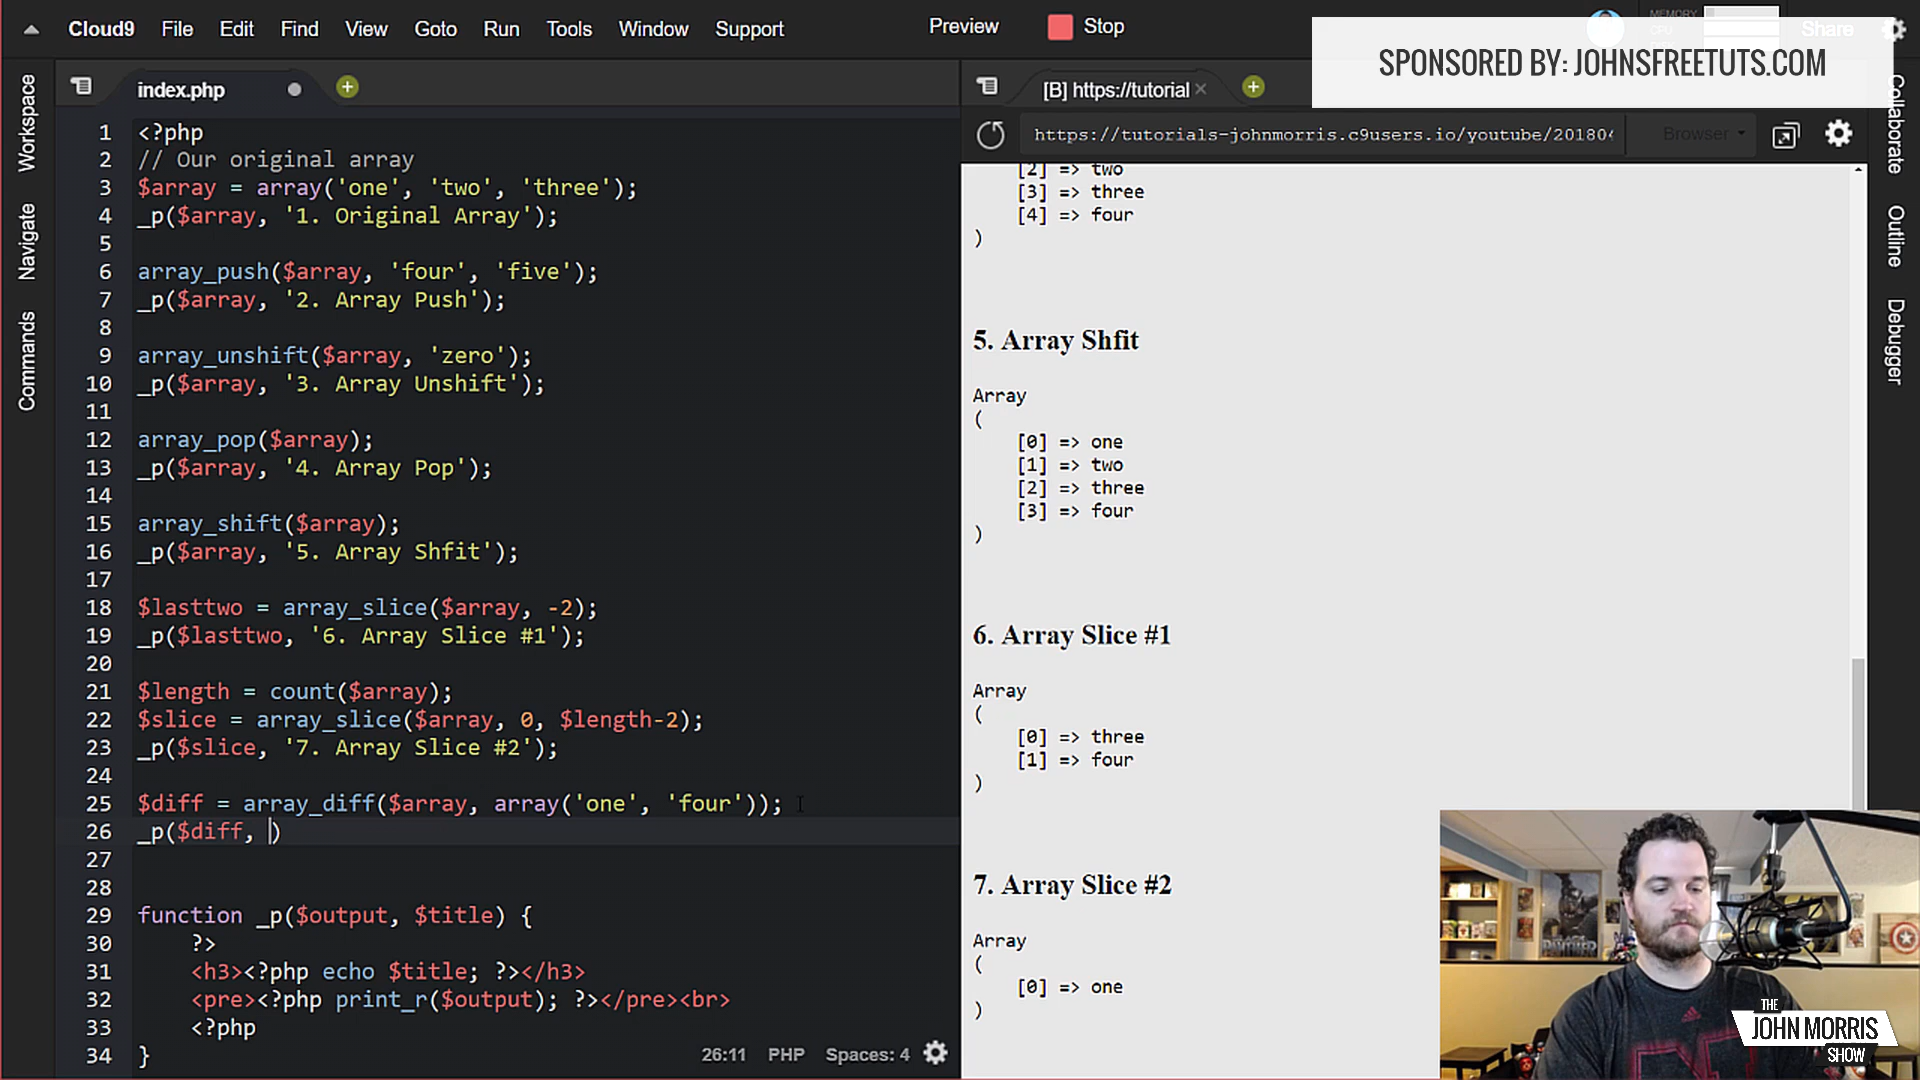 Cloud9 File Edit Find View Goto Run Tools Window Support Preview Stop MEMORY Share
SPONSORED BY: JOHNSFREETUTS.COM
index.php
[B] https://tutorial
https://tutorials-johnmorris.c9users.io/youtube/20180 Browser
Workspace
Navigate
Commands
1 <?php
2 // Our original array
3 $array = array('one', 'two', 'three');
4 _p($array, '1. Original Array');
5
6 array_push($array, 'four', 'five');
7 _p($array, '2. Array Push');
8
9 array_unshift($array, 'zero');
10 _p($array, '3. Array Unshift');
11
12 array_pop($array);
13 _p($array, '4. Array Pop');
14
15 array_shift($array);
16 _p($array, '5. Array Shfit');
17
18 $lasttwo = array_slice($array, -2);
19 _p($lasttwo, '6. Array Slice #1');
20
21 $length = count($array);
22 $slice = array_slice($array, 0, $length-2);
23 _p($slice, '7. Array Slice #2');
24
25 $diff = array_diff($array, array('one', 'four'));
26 _p($diff, )
27
28
29 function _p($output, $title) {
30 ?>
31 <h3><?php echo $title; ?></h3>
32 <pre><?php print_r($output); ?></pre><br>
33 <?php
34 }
26:11 PHP Spaces: 4
[2] => two
[3] => three
[4] => four
)
5. Array Shfit
Array
(
[0] => one
[1] => two
[2] => three
[3] => four
)
6. Array Slice #1
Array
(
[0] => three
[1] => four
)
7. Array Slice #2
Array
(
[0] => one
)
Collaborate
Outline
Debugger
THE
JOHN MORRIS
SHOW